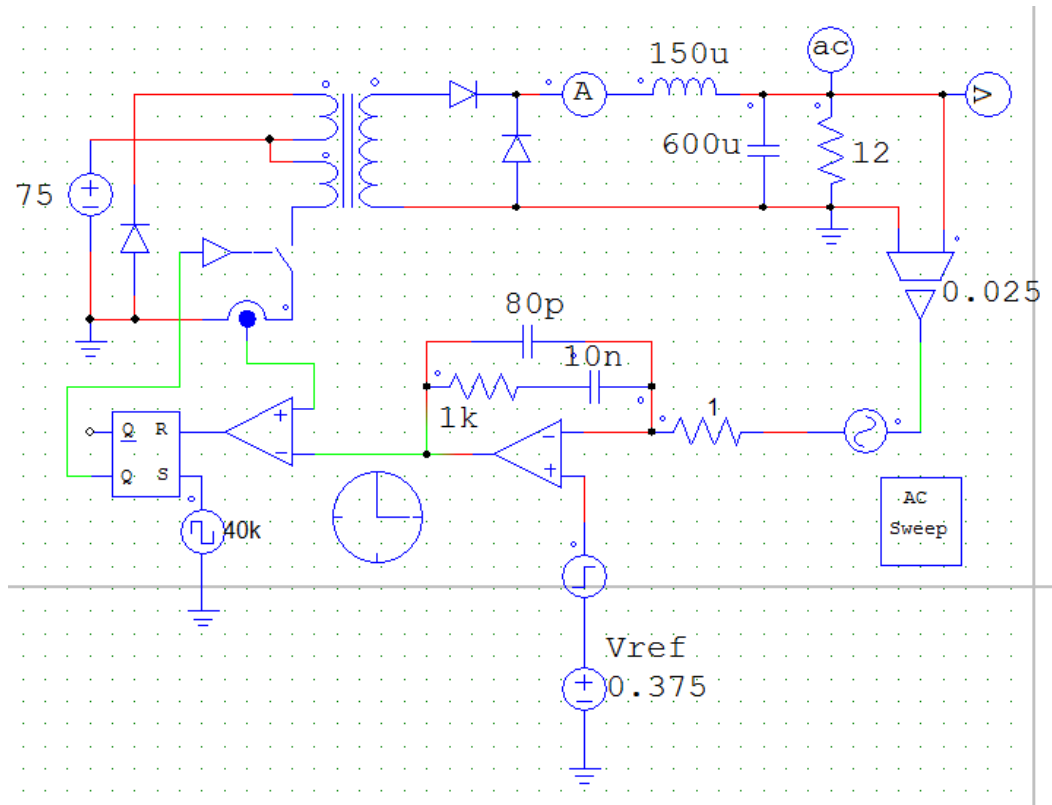 ac
150u
A
V
600u
12
75
0.025
80p
10n
1k
1
+
−
Q R
Q S
−
+
40k
AC
Sweep
Vref
0.375